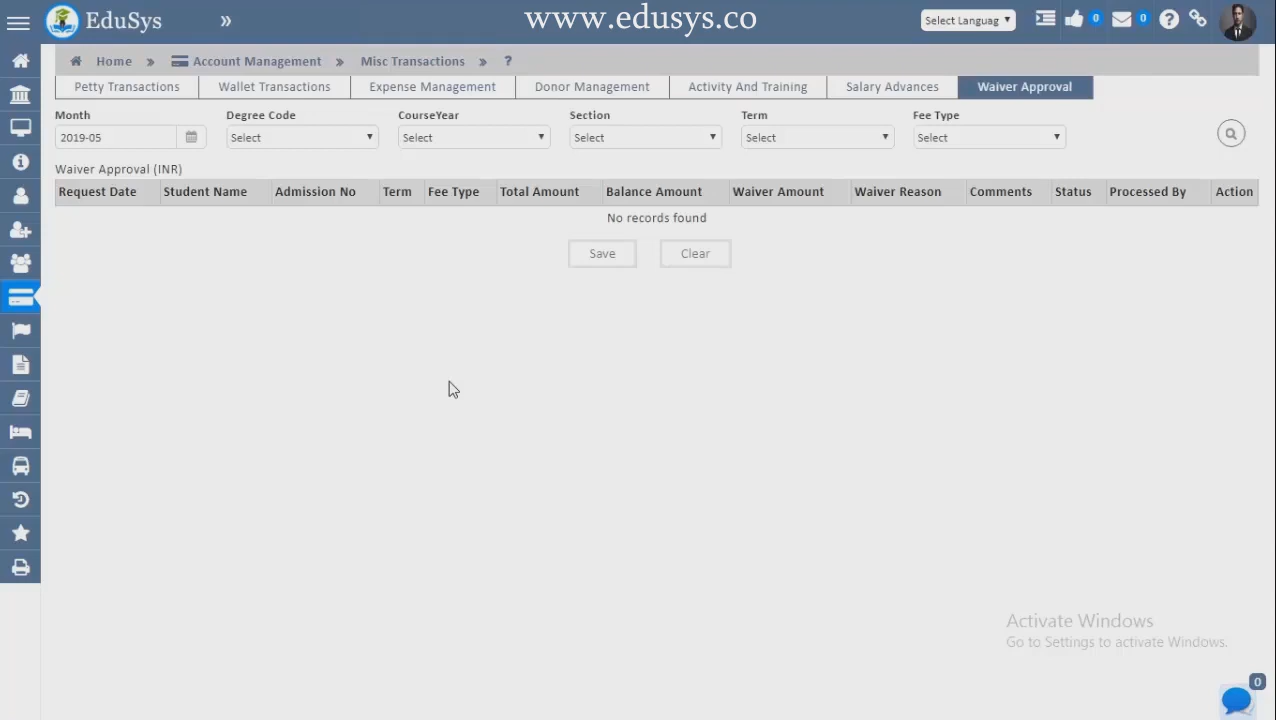 EduSys » www.edusys.co Select Languag 0 0
Home » Account Management » Misc Transactions » ?
Petty Transactions Wallet Transactions Expense Management Donor Management Activity And Training Salary Advances Waiver Approval
Month Degree Code CourseYear Section Term Fee Type
2019-05 Select Select Select Select Select
Waiver Approval (INR)
Request Date Student Name Admission No Term Fee Type Total Amount Balance Amount Waiver Amount Waiver Reason Comments Status Processed By Action
No records found
Save Clear
Activate Windows
Go to Settings to activate Windows.
0